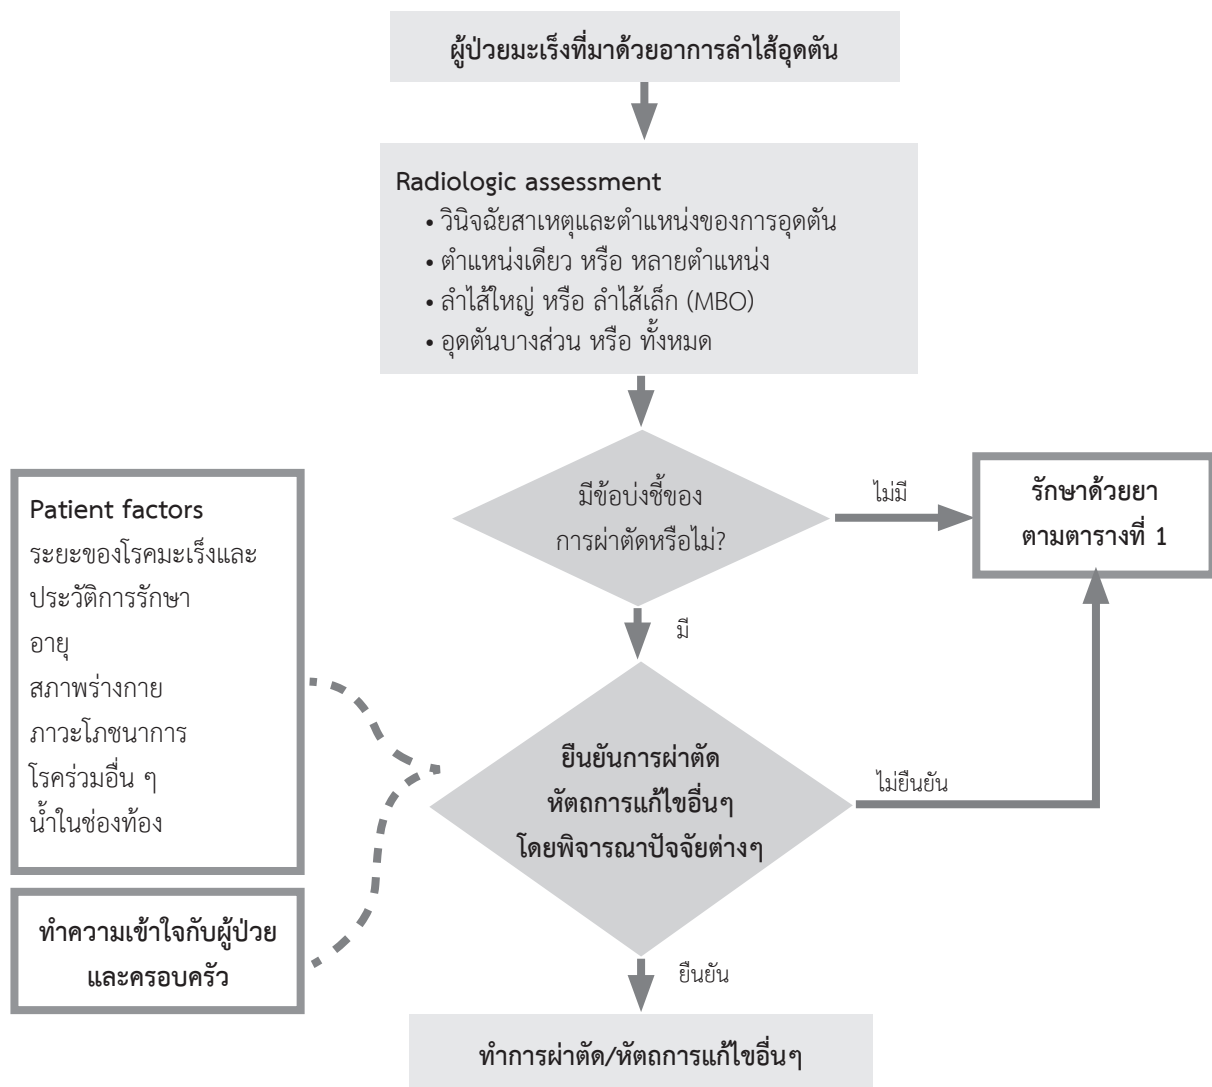 ผู้ป่วยมะเร็งที่มาด้วยอาการลำไส้อุดตัน
Radiologic assessment
• วินิจฉัยสาเหตุและตำแหน่งของการอุดตัน
• ตำแหน่งเดียว หรือ หลายตำแหน่ง
• ลำไส้ใหญ่ หรือ ลำไส้เล็ก (MBO)
• อุดตันบางส่วน หรือ ทั้งหมด
มีข้อบ่งชี้ของ
การผ่าตัดหรือไม่?
ไม่มี
รักษาด้วยยา
ตามตารางที่ 1
มี
Patient factors
ระยะของโรคมะเร็งและ
ประวัติการรักษา
อายุ
สภาพร่างกาย
ภาวะโภชนาการ
โรคร่วมอื่น ๆ
น้ำในช่องท้อง
ทำความเข้าใจกับผู้ป่วย
และครอบครัว
ยืนยันการผ่าตัด
หัตถการแก้ไขอื่นๆ
โดยพิจารณาปัจจัยต่างๆ
ไม่ยืนยัน
ยืนยัน
ทำการผ่าตัด/หัตถการแก้ไขอื่นๆ